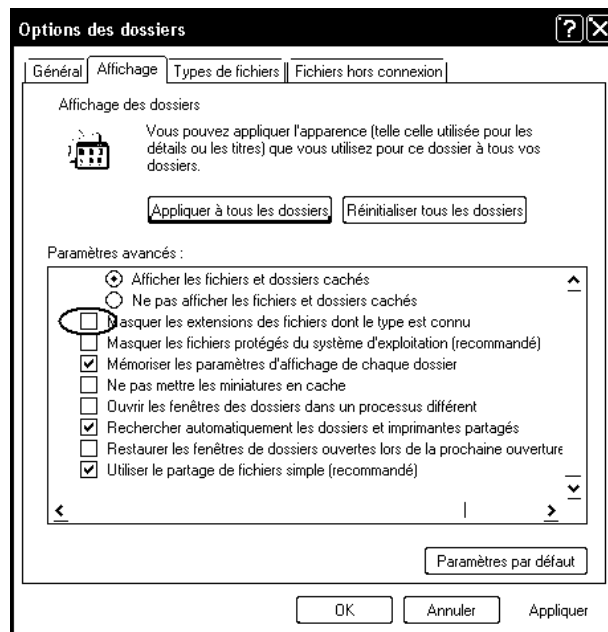 Options des dossiers
Général Affichage Types de fichiers Fichiers hors connexion
Affichage des dossiers
Vous pouvez appliquer l'apparence (telle celle utilisée pour les
détails ou les titres) que vous utilisez pour ce dossier à tous vos
dossiers.
Appliquer à tous les dossiers Réinitialiser tous les dossiers
Paramètres avancés :
Afficher les fichiers et dossiers cachés
Ne pas afficher les fichiers et dossiers cachés
Masquer les extensions des fichiers dont le type est connu
Masquer les fichiers protégés du système d'exploitation (recommandé)
Mémoriser les paramètres d'affichage de chaque dossier
Ne pas mettre les miniatures en cache
Ouvrir les fenêtres des dossiers dans un processus différent
Rechercher automatiquement les dossiers et imprimantes partagés
Restaurer les fenêtres de dossiers ouvertes lors de la prochaine ouverture
Utiliser le partage de fichiers simple (recommandé)
Paramètres par défaut
OK Annuler Appliquer